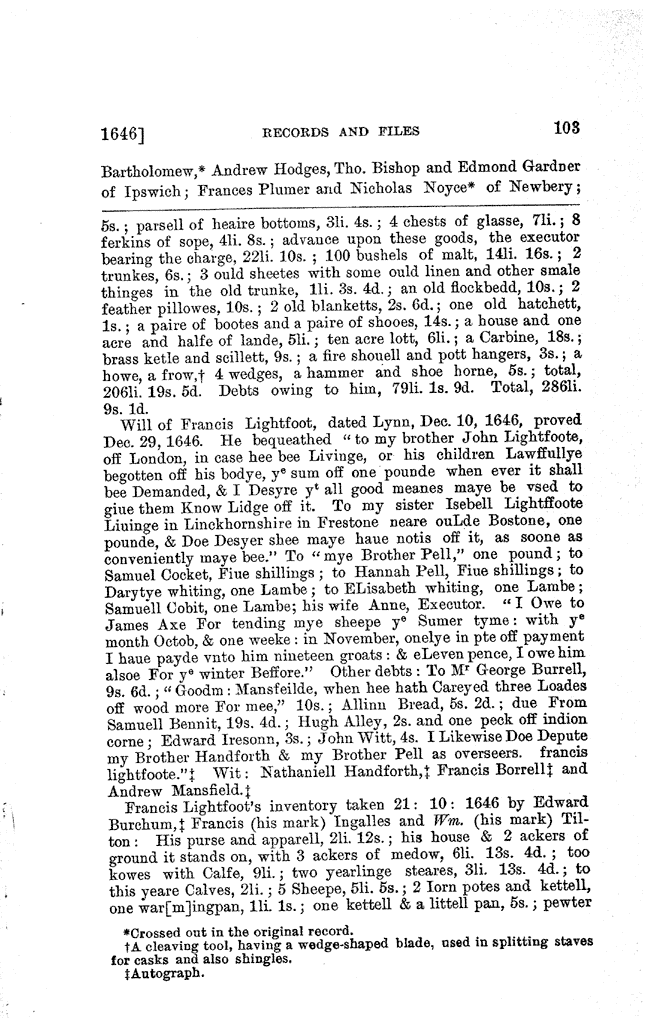 1646] RECORDS AND FILES 103
Bartholomew,* Andrew Hodges, Tho. Bishop and Edmond Gardner
of Ipswich; Frances Plumer and Nicholas Noyce* of Newbery;
5s.; parsell of heaire bottoms, 3li. 4s.; 4 chests of glasse, 7li.; 8
ferkins of sope, 4li. 8s.; advance upon these goods, the executor
bearing the charge, 22li. 10s. ; 100 bushels of malt, 14li. 16s.; 2
trunkes, 6s.; 3 ould sheetes with some ould linen and other smale
thinges in the old trunke, 1li. 3s. 4d.; an old flockbedd, 10s.; 2
feather pillowes, 10s.; 2 old blanketts, 2s. 6d.; one old hatchett,
1s.; a paire of bootes and a paire of shooes, 14s.; a house and one
acre and halfe of lande, 5li.; ten acre lott, 6li.; a Carbine, 18s.;
brass ketle and scillett, 9s.; a fire shouell and pott hangers, 3s.; a
howe, a frow,† 4 wedges, a hammer and shoe horne, 5s.; total,
206li. 19s. 5d. Debts owing to him, 79li. 1s. 9d. Total, 286li.
9s. 1d.
Will of Francis Lightfoot, dated Lynn, Dec. 10, 1646, proved
Dec. 29, 1646. He bequeathed "to my brother John Lightfoote,
off London, in case hee bee Livinge, or his children Lawffullye
begotten off his bodye, yᵉ sum off one pounde when ever it shall
bee Demanded, & I Desyre yᵗ all good meanes maye be vsed to
giue them Know Lidge off it. To my sister Isebell Lightffoote
Liuinge in Linckhornshire in Frestone neare ouLde Bostone, one
pounde, & Doe Desyer shee maye haue notis off it, as soone as
conveniently maye bee." To "mye Brother Pell," one pound; to
Samuel Cocket, Fiue shillings; to Hannah Pell, Fiue shillings; to
Darytye whiting, one Lambe; to ELisabeth whiting, one Lambe;
Samuell Cobit, one Lambe; his wife Anne, Executor. "I Owe to
James Axe For tending mye sheepe yᵉ Sumer tyme: with yᵉ
month Octob, & one weeke: in November, onelye in pte off payment
I haue payde vnto him nineteen groats: & eLeven pence, I owe him
alsoe For yᵉ winter Beffore." Other debts: To Mʳ George Burrell,
9s. 6d.; "Goodm: Mansfeilde, when hee hath Careyed three Loades
off wood more For mee," 10s.; Allinn Bread, 5s. 2d.; due From
Samuell Bennit, 19s. 4d.; Hugh Alley, 2s. and one peck off indion
corne; Edward Iresonn, 3s.; John Witt, 4s. I Likewise Doe Depute
my Brother Handforth & my Brother Pell as overseers. francis
lightfoote."‡ Wit: Nathaniell Handforth,‡ Francis Borrell‡ and
Andrew Mansfield.‡
Francis Lightfoot's inventory taken 21: 10: 1646 by Edward
Burchum,‡ Francis (his mark) Ingalles and Wm. (his mark) Til-
ton: His purse and apparell, 2li. 12s.; his house & 2 ackers of
ground it stands on, with 3 ackers of medow, 6li. 13s. 4d.; too
kowes with Calfe, 9li.; two yearlinge steares, 3li. 13s. 4d.; to
this yeare Calves, 2li.; 5 Sheepe, 5li. 5s.; 2 Iorn potes and kettell,
one war[m]ingpan, 1li. 1s.; one kettell & a littell pan, 5s.; pewter
*Crossed out in the original record.
†A cleaving tool, having a wedge-shaped blade, used in splitting staves
for casks and also shingles.
‡Autograph.